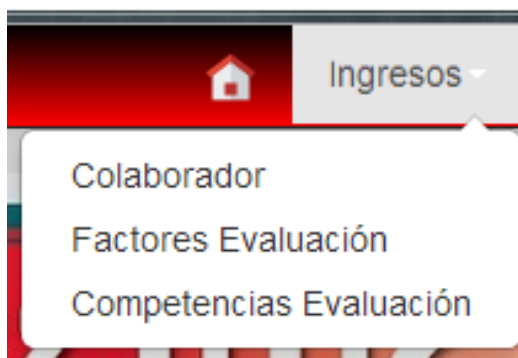 Ingresos
Colaborador
Factores Evaluación
Competencias Evaluación